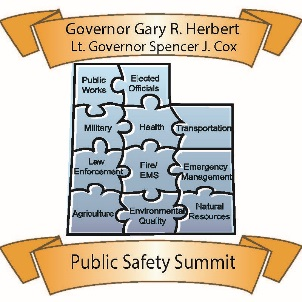 Governor Gary R. Herbert
Lt. Governor Spencer J. Cox
Public
Works
Elected
Officials
Military
Health
Transportation
Law
Enforcement
Fire/
EMS
Emergency
Management
Agriculture
Environmental
Quality
Natural
Resources
Public Safety Summit